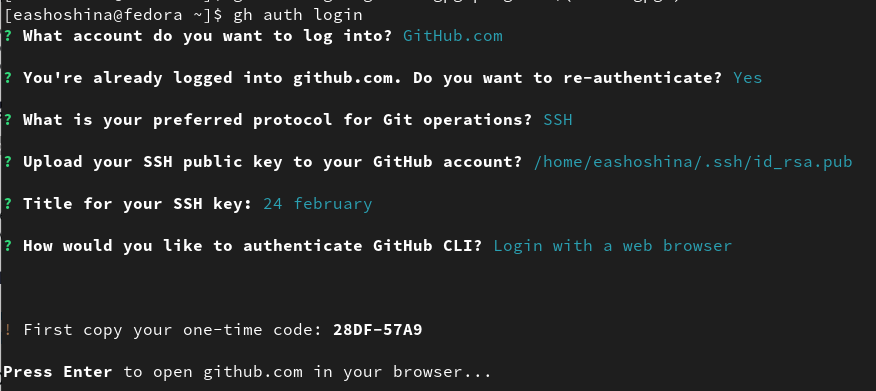 [eashoshina@fedora ~]$ gh auth login
? What account do you want to log into? GitHub.com
? You're already logged into github.com. Do you want to re-authenticate? Yes
? What is your preferred protocol for Git operations? SSH
? Upload your SSH public key to your GitHub account? /home/eashoshina/.ssh/id_rsa.pub
? Title for your SSH key: 24 february
? How would you like to authenticate GitHub CLI? Login with a web browser
! First copy your one-time code: 28DF-57A9
Press Enter to open github.com in your browser...